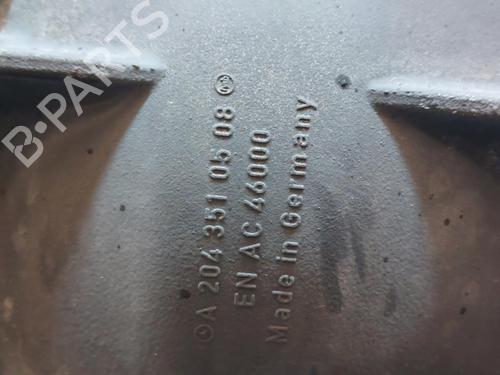 B-PARTS
A 204 351 05 08
EN AC 46000
Made in Germany